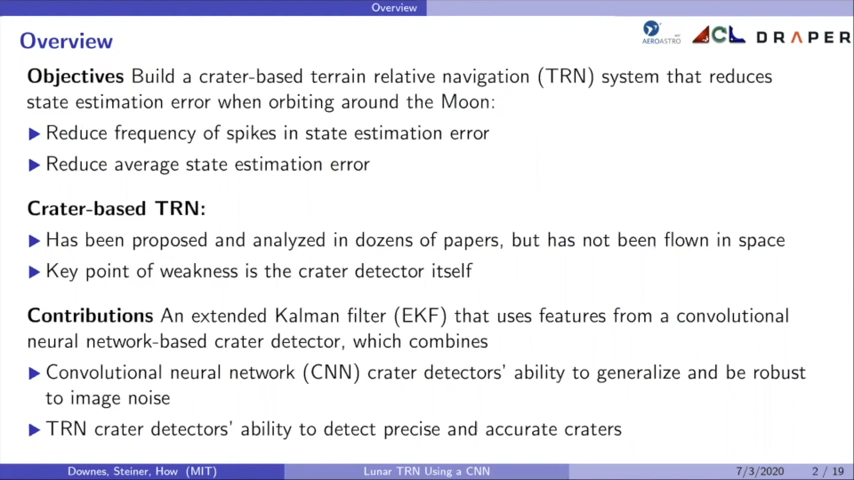 Overview
Overview
AEROASTRO
ACL DRAPER
Objectives Build a crater-based terrain relative navigation (TRN) system that reduces
state estimation error when orbiting around the Moon:
Reduce frequency of spikes in state estimation error
Reduce average state estimation error
Crater-based TRN:
Has been proposed and analyzed in dozens of papers, but has not been flown in space
Key point of weakness is the crater detector itself
Contributions An extended Kalman filter (EKF) that uses features from a convolutional
neural network-based crater detector, which combines
Convolutional neural network (CNN) crater detectors' ability to generalize and be robust
to image noise
TRN crater detectors' ability to detect precise and accurate craters
Downes, Steiner, How (MIT) Lunar TRN Using a CNN 7/3/2020 2 / 19